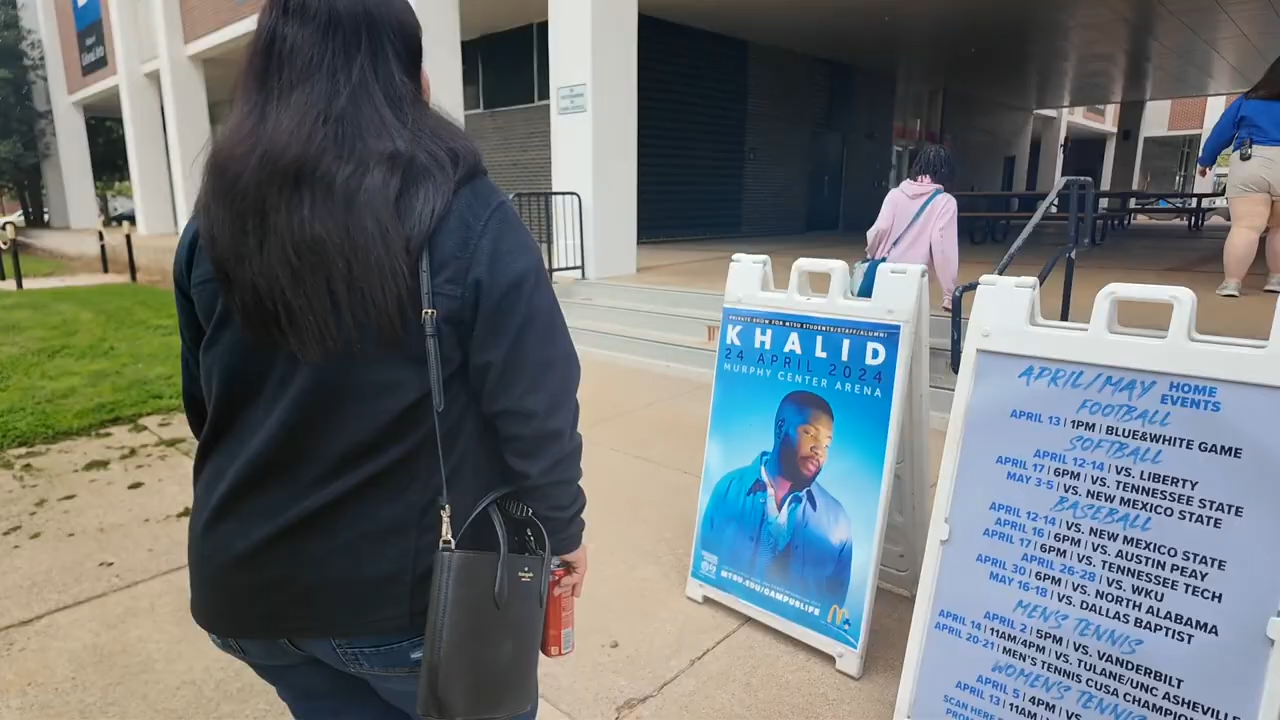 Liberal Arts
PRIVATE SHOW FOR MTSU STUDENTS/STAFF/ALUMNI
KHALID
24 APRIL 2024
MURPHY CENTER ARENA
MTSU.EDU/CAMPUSLIFE
kate spade
APRIL/MAY HOME EVENTS
FOOTBALL
APRIL 13 | 1PM | BLUE&WHITE GAME
SOFTBALL
APRIL 12-14 | VS. LIBERTY
APRIL 17 | 6PM | VS. TENNESSEE STATE
MAY 3-5 | VS. NEW MEXICO STATE
BASEBALL
APRIL 12-14 | VS. NEW MEXICO STATE
APRIL 16 | 6PM | VS. AUSTIN PEAY
APRIL 17 | 6PM | VS. TENNESSEE TECH
APRIL 26-28 | VS. WKU
APRIL 30 | 6PM | VS. NORTH ALABAMA
MAY 16-18 | VS. DALLAS BAPTIST
MEN'S TENNIS
APRIL 2 | 5PM | VS. VANDERBILT
APRIL 14 | 11AM/4PM | VS. TULANE/UNC ASHEVILLE
APRIL 20-21 | MEN'S TENNIS CUSA CHAMPION
WOMEN'S TENNIS
APRIL 5 | 4PM | VS.
APRIL 13 | 11AM |
SCAN HERE